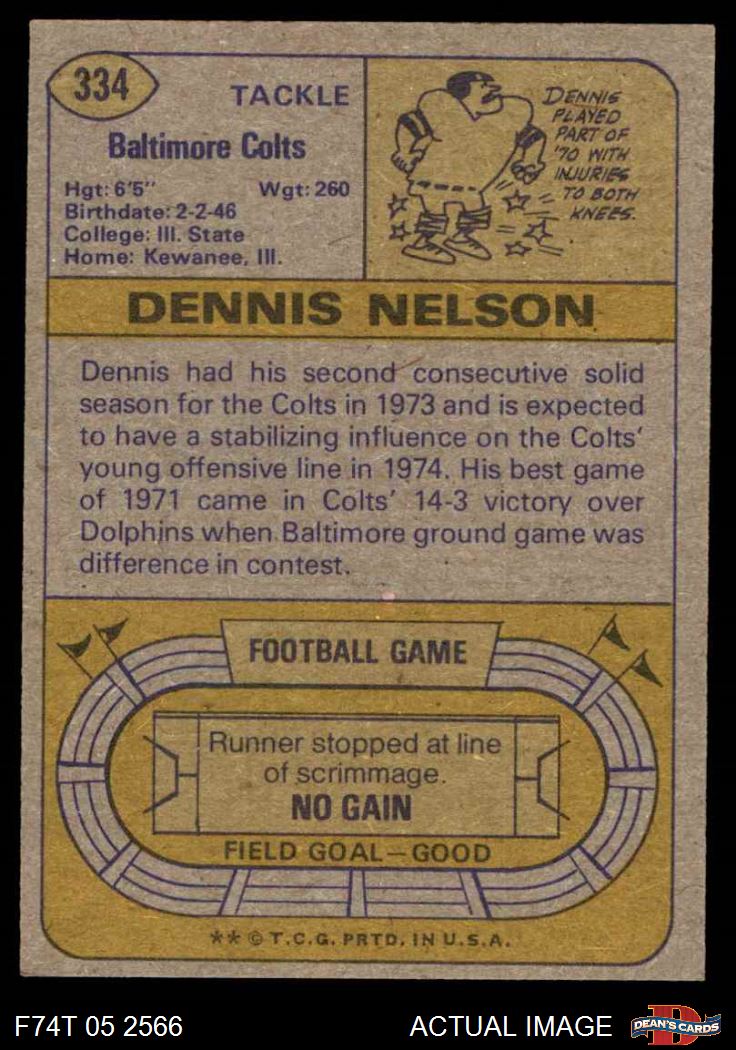 334
TACKLE
Baltimore Colts
Hgt: 6'5" Wgt: 260
Birthdate: 2-2-46
College: Ill. State
Home: Kewanee, Ill.
DENNIS
PLAYED
PART OF
'70 WITH
INJURIES
TO BOTH
KNEES.
DENNIS NELSON
Dennis had his second consecutive solid
season for the Colts in 1973 and is expected
to have a stabilizing influence on the Colts'
young offensive line in 1974. His best game
of 1971 came in Colts' 14-3 victory over
Dolphins when Baltimore ground game was
difference in contest.
FOOTBALL GAME
Runner stopped at line
of scrimmage.
NO GAIN
FIELD GOAL—GOOD
** © T.C.G. PRTD. IN U.S.A.
F74T 05 2566 ACTUAL IMAGE DEAN'S CARDS